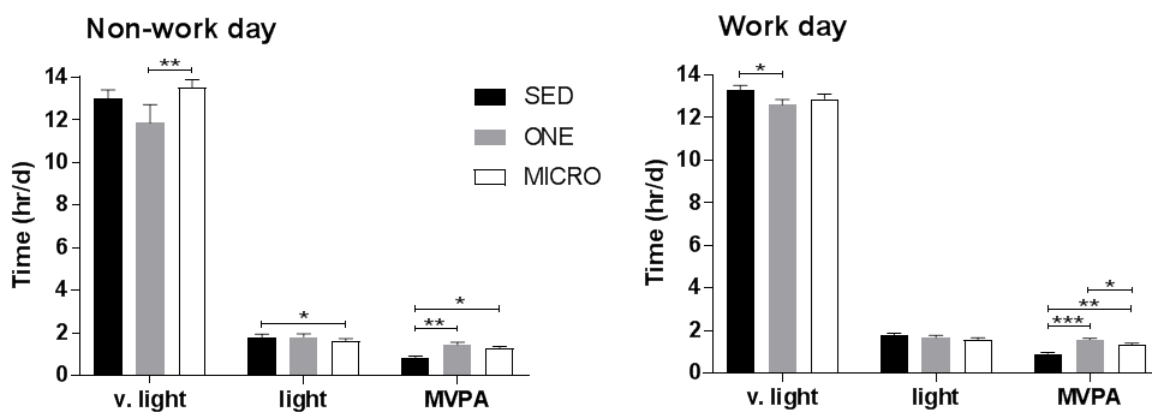 Non-work day
Work day
Time (hr/d)
14
12
10
8
6
4
2
0
**
*
*
**
v. light
light
MVPA
SED
ONE
MICRO
Time (hr/d)
14
12
10
8
6
4
2
0
*
*
**
***
v. light
light
MVPA